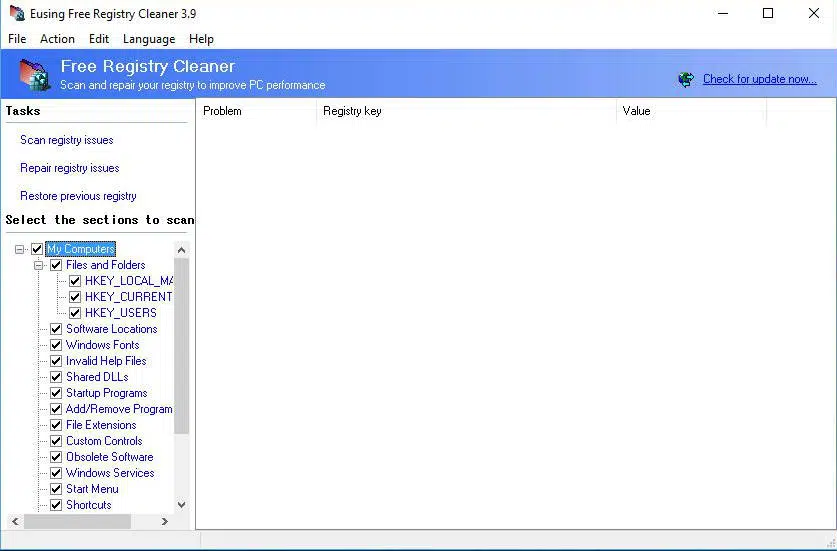 Eusing Free Registry Cleaner 3.9
File Action Edit Language Help
Free Registry Cleaner
Scan and repair your registry to improve PC performance
Check for update now...
Tasks
Scan registry issues
Repair registry issues
Restore previous registry
Select the sections to scan
My Computers
Files and Folders
HKEY_LOCAL_MA
HKEY_CURRENT
HKEY_USERS
Software Locations
Windows Fonts
Invalid Help Files
Shared DLLs
Startup Programs
Add/Remove Program
File Extensions
Custom Controls
Obsolete Software
Windows Services
Start Menu
Shortcuts
Problem Registry key Value